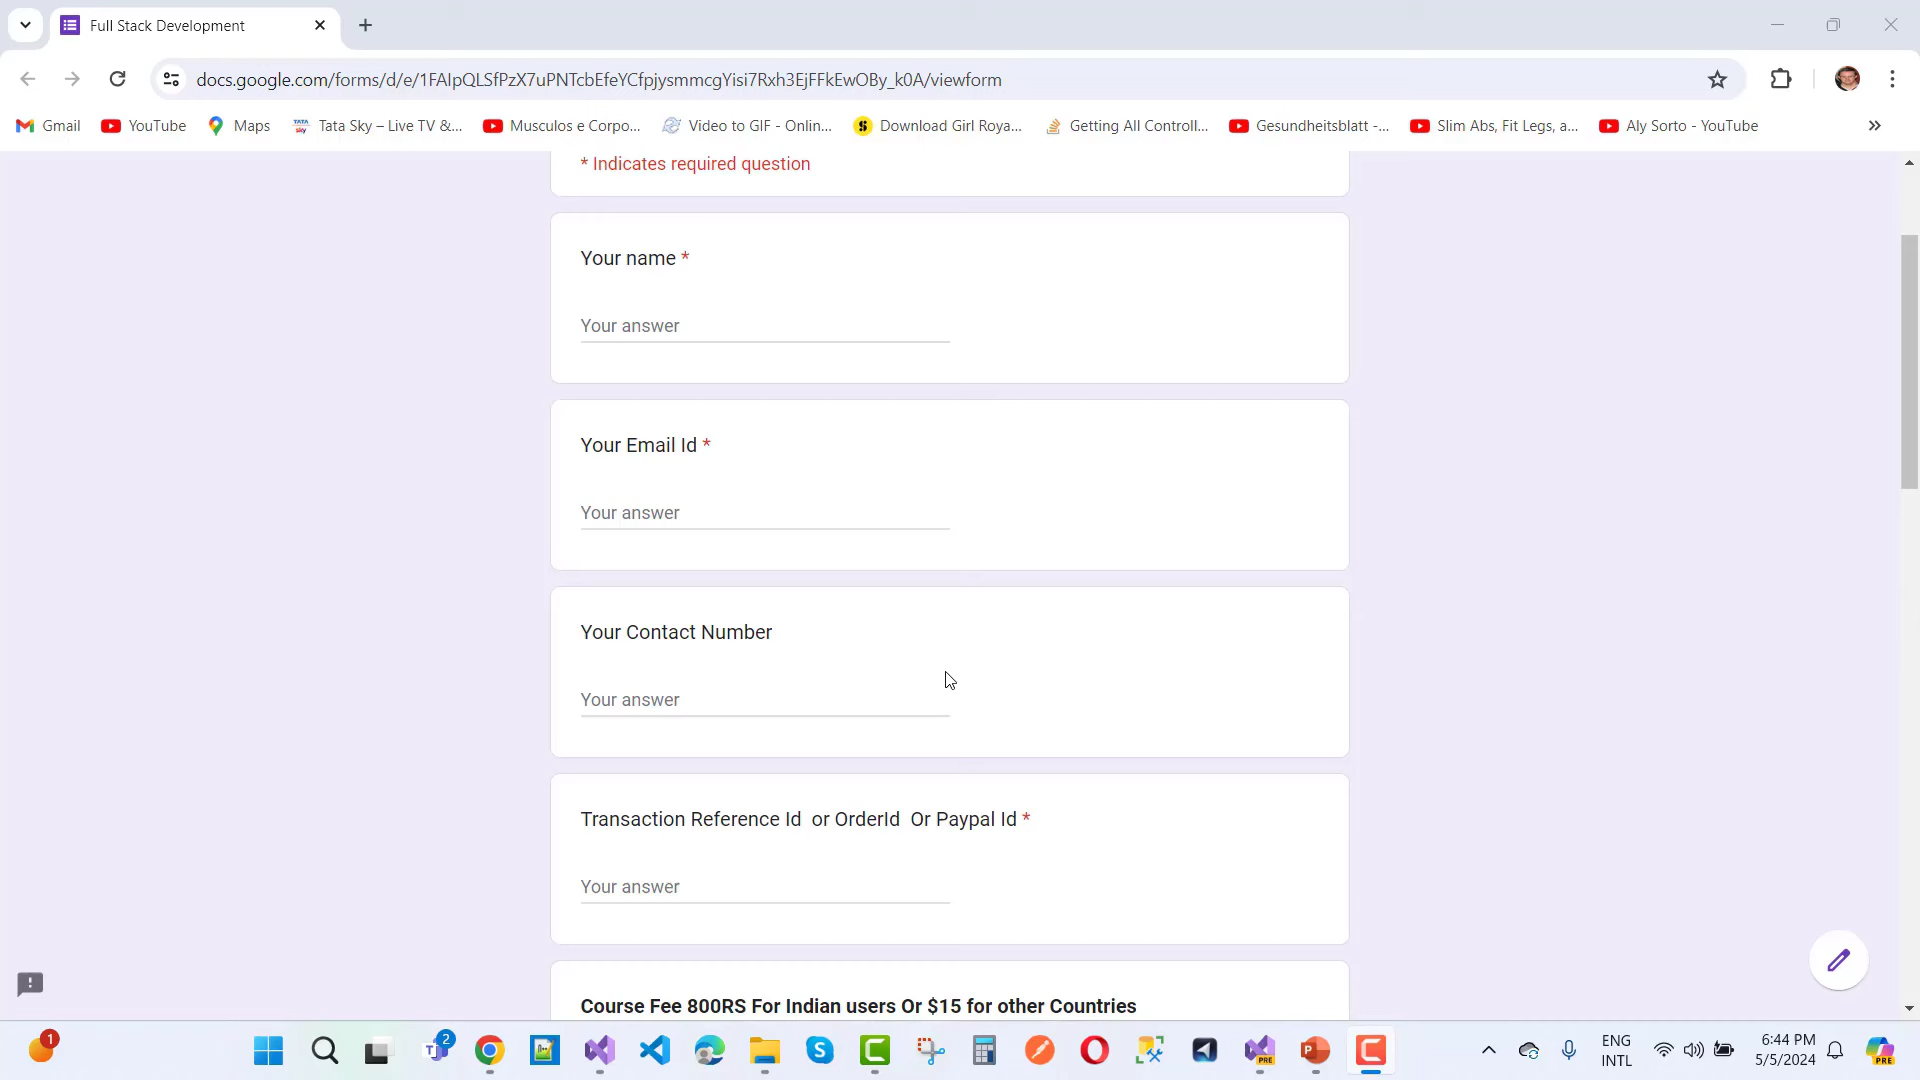 Full Stack Development
docs.google.com/forms/d/e/1FAIpQLSfPzX7uPNTcbEfeYCfpjysmmcgYisi7Rxh3EjFFkEwOBy_k0A/viewform
Gmail
YouTube
Maps
Tata Sky – Live TV &...
Musculos e Corpo...
Video to GIF - Onlin...
Download Girl Roya...
Getting All Controll...
Gesundheitsblatt -...
Slim Abs, Fit Legs, a...
Aly Sorto - YouTube
* Indicates required question
Your name *
Your answer
Your Email Id *
Your answer
Your Contact Number
Your answer
Transaction Reference Id or OrderId Or Paypal Id *
Your answer
Course Fee 800RS For Indian users Or $15 for other Countries
1
2
PRE
ENG
INTL
6:44 PM
5/5/2024
PRE